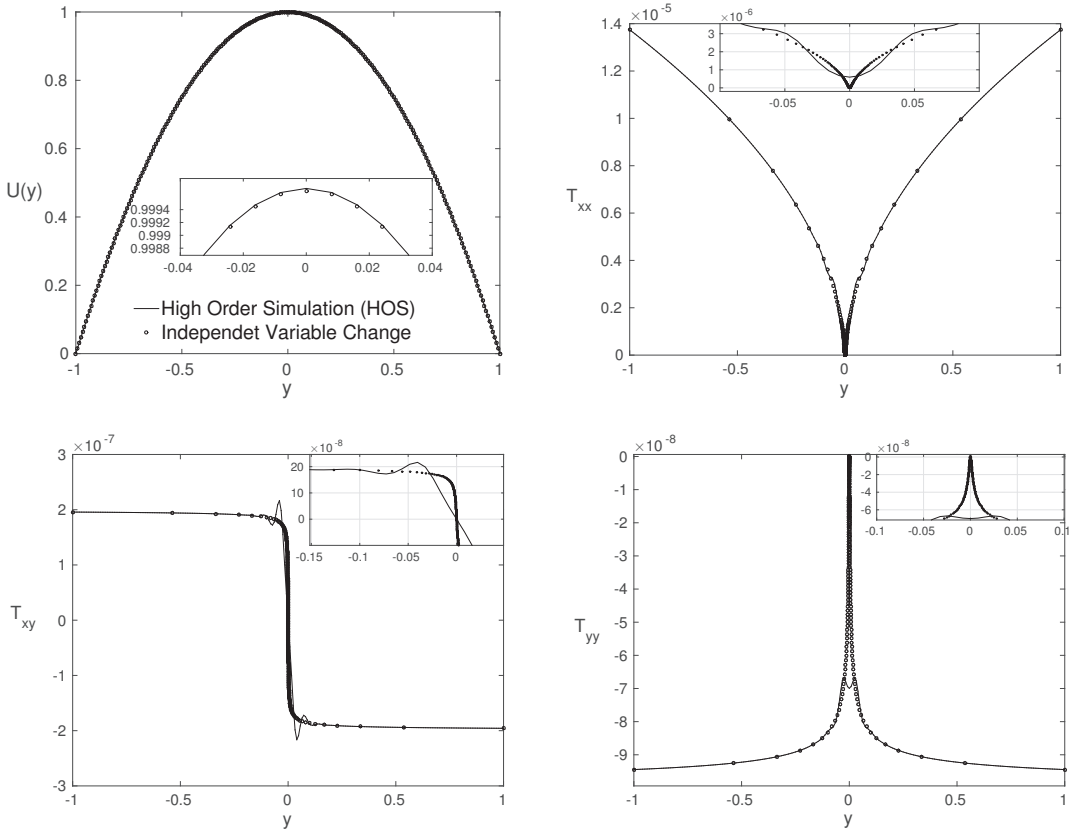 1
0.8
0.6
0.4
0.2
0
U(y)
0.9994
0.9992
0.999
0.9988
-0.04 -0.02 0 0.02 0.04
High Order Simulation (HOS)
Independet Variable Change
-1 -0.5 0 0.5 1
y
×10^-5
1.4
1.2
1
0.8
0.6
0.4
0.2
0
T_xx
×10^-6
3
2
1
0
-0.05 0 0.05
-1 -0.5 0 0.5 1
y
×10^-7
3
2
1
0
-1
-2
-3
T_xy
×10^-8
20
10
0
-0.15 -0.1 -0.05 0
-1 -0.5 0 0.5 1
y
×10^-8
0
-1
-2
-3
-4
-5
-6
-7
-8
-9
T_yy
×10^-8
0
-2
-4
-6
-0.1 -0.05 0 0.05 0.1
-1 -0.5 0 0.5 1
y